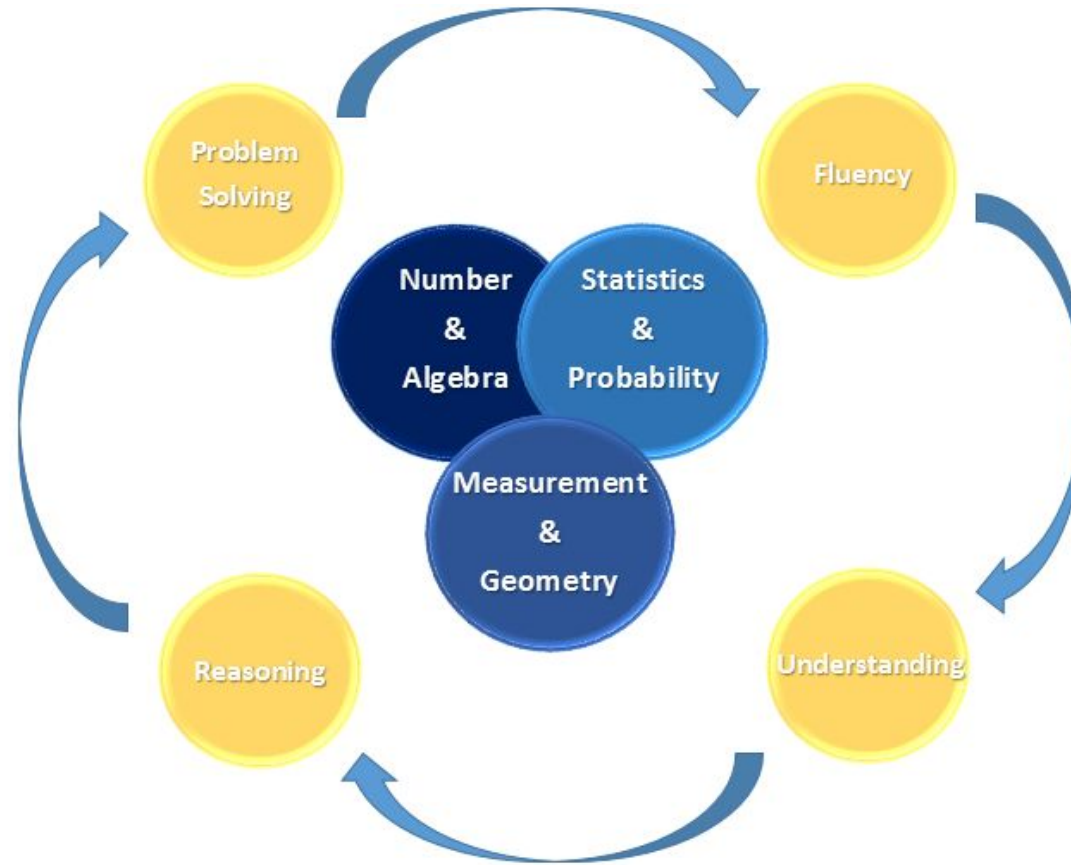 Problem
Solving
Fluency
Number
&
Algebra
Statistics
&
Probability
Measurement
&
Geometry
Reasoning
Understanding